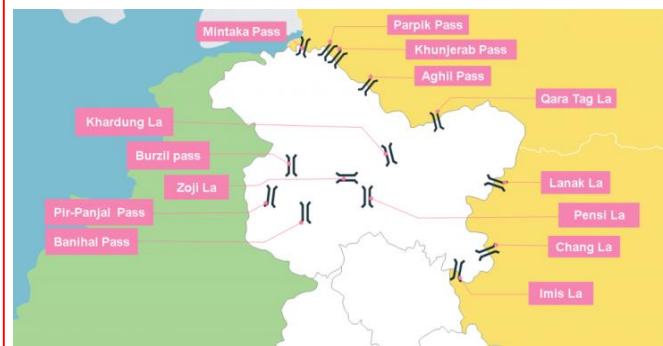 Mintaka Pass
Parpik Pass
Khunjerab Pass
Aghil Pass
Qara Tag La
Khardung La
Burzil pass
Zoji La
Lanak La
Pir-Panjal Pass
Pensi La
Banihal Pass
Chang La
Imis La